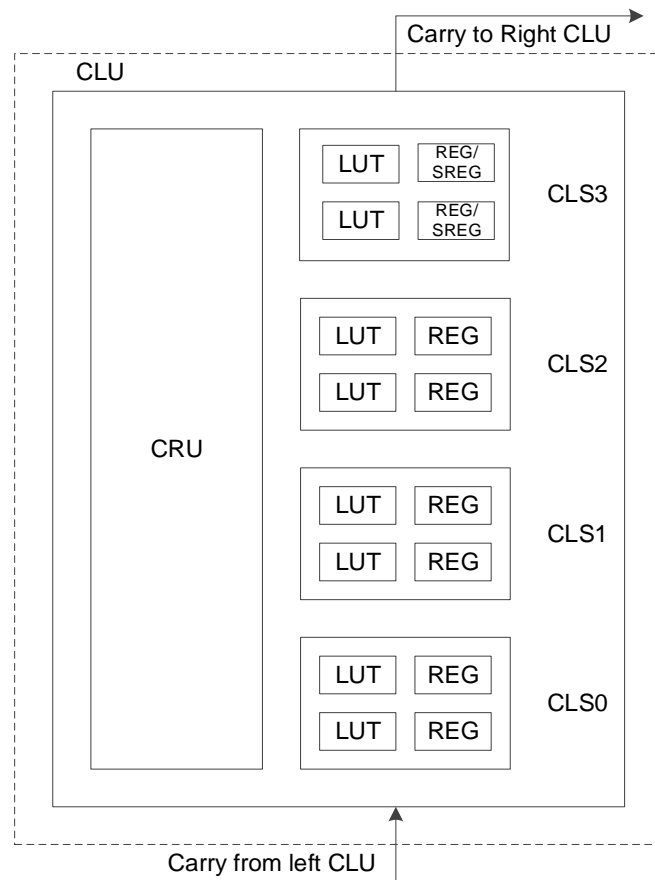 Carry to Right CLU
CLU
LUT
REG/
SREG
LUT
REG/
SREG
CLS3
LUT REG
LUT REG
CLS2
CRU
LUT REG
LUT REG
CLS1
LUT REG
LUT REG
CLS0
Carry from left CLU